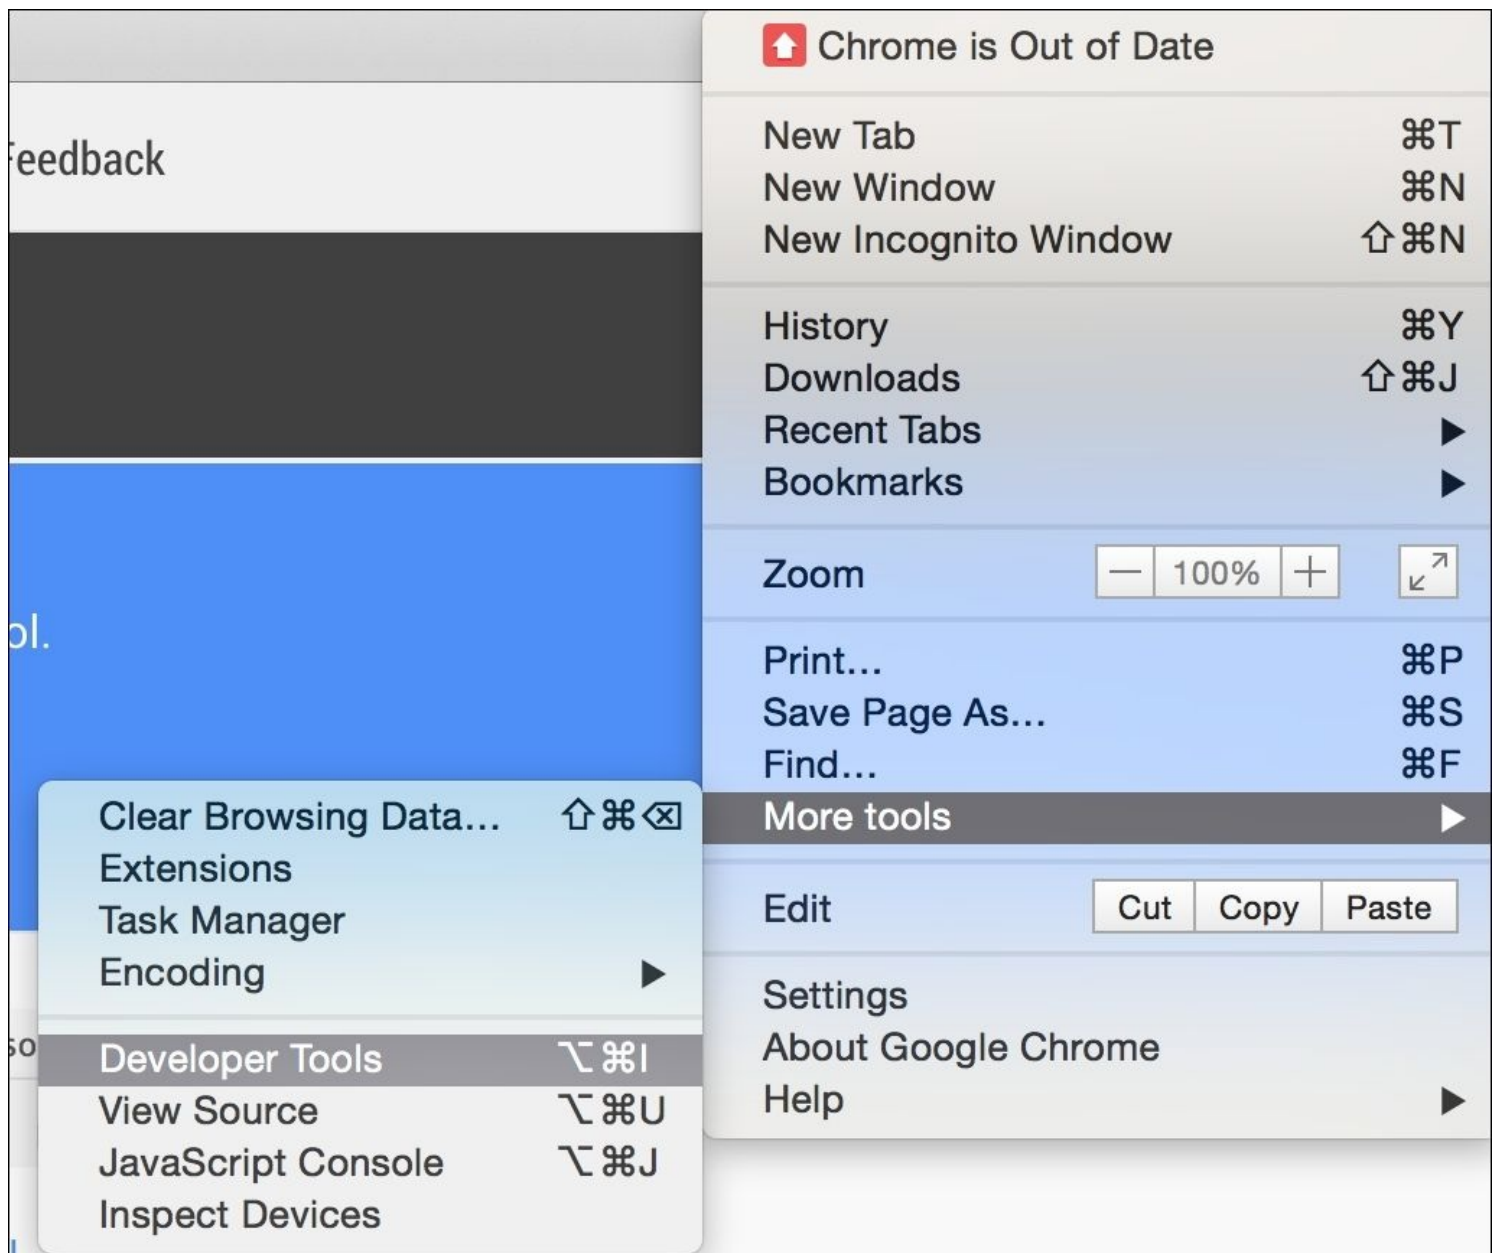 Chrome is Out of Date
eedback
New Tab ⌘T
New Window ⌘N
New Incognito Window ⇧⌘N
History ⌘Y
Downloads ⇧⌘J
Recent Tabs ▶
Bookmarks ▶
Zoom — 100% +
ol.
Print... ⌘P
Save Page As... ⌘S
Find... ⌘F
More tools ▶
Edit Cut Copy Paste
Settings
About Google Chrome
Help ▶
Clear Browsing Data... ⇧⌘⌫
Extensions
Task Manager
Encoding ▶
so
Developer Tools ⌥⌘I
View Source ⌥⌘U
JavaScript Console ⌥⌘J
Inspect Devices